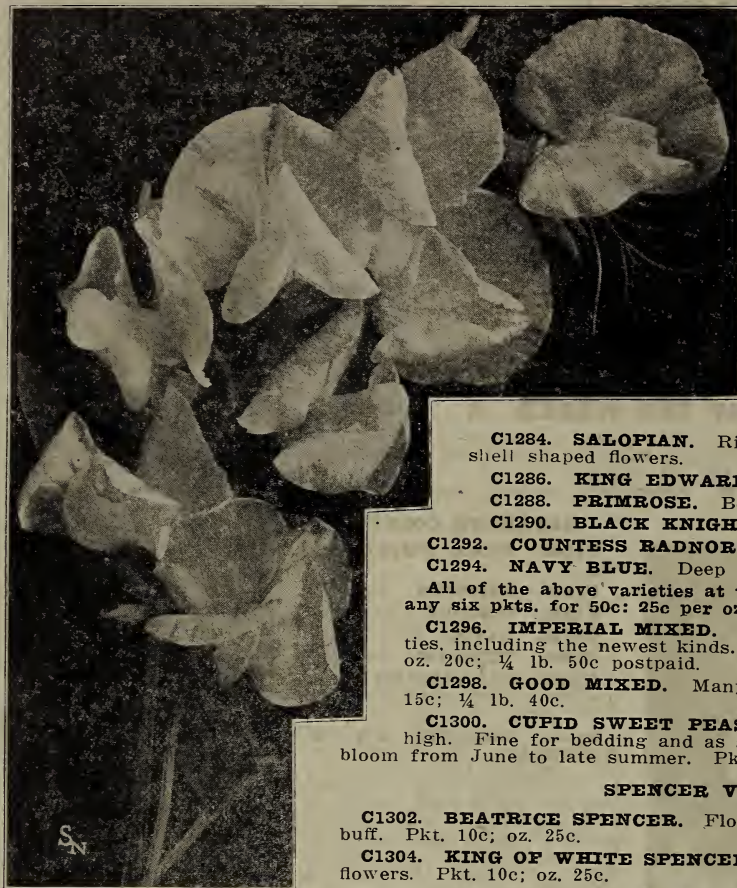 C1284. SALOPIAN. Ri
shell shaped flowers.
C1286. KING EDWARD
C1288. PRIMROSE. B
C1290. BLACK KNIGH
C1292. COUNTESS RADNOR
C1294. NAVY BLUE. Deep
All of the above varieties at
any six pkts. for 50c: 25c per oz
C1296. IMPERIAL MIXED.
ties, including the newest kinds.
oz. 20c; ¼ lb. 50c postpaid.
C1298. GOOD MIXED. Man
15c; ¼ lb. 40c.
C1300. CUPID SWEET PEAS
high. Fine for bedding and as
bloom from June to late summer. Pk
SPENCER V
C1302. BEATRICE SPENCER. Flo
buff. Pkt. 10c; oz. 25c.
C1304. KING OF WHITE SPENCER
flowers. Pkt. 10c; oz. 25c.
SN